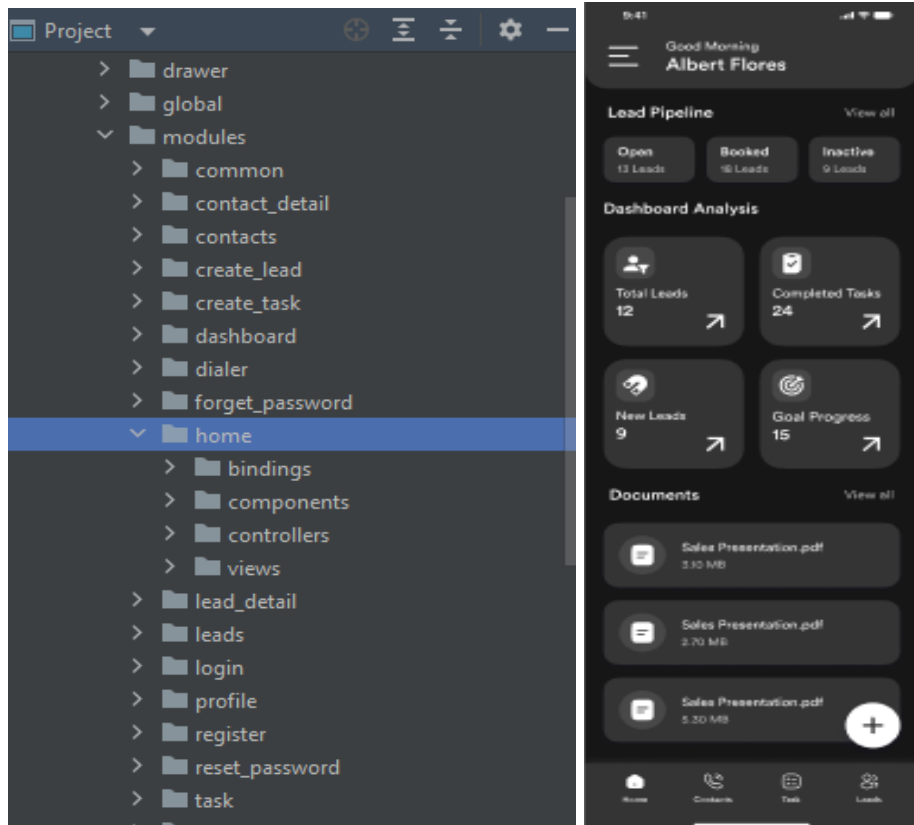 Project
drawer
global
modules
common
contact_detail
contacts
create_lead
create_task
dashboard
dialer
forget_password
home
bindings
components
controllers
views
lead_detail
leads
login
profile
register
reset_password
task
9:41
Good Morning
Albert Flores
Lead Pipeline View all
Open Booked Inactive
13 Leads 18 Leads 9 Leads
Dashboard Analysis
Total Leads Completed Tasks
12 24
New Leads Goal Progress
9 15
Documents View all
Sales Presentation.pdf
3.10 MB
Sales Presentation.pdf
2.70 MB
Sales Presentation.pdf
5.30 MB
Home Contacts Task Leads